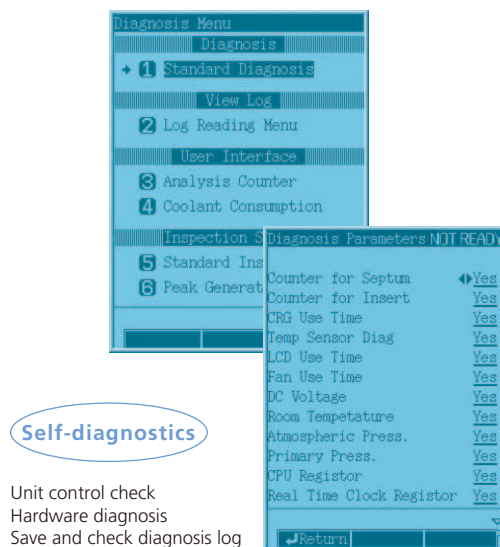 Diagnosis Menu
Diagnosis
1 Standard Diagnosis
View Log
2 Log Reading Menu
User Interface
3 Analysis Counter
4 Coolant Consumption
Inspection S
5 Standard Ins
6 Peak Generat
Diagnosis Parameters NOT READY
Counter for Septum Yes
Counter for Insert Yes
CRG Use Time Yes
Temp Sensor Diag Yes
LCD Use Time Yes
Fan Use Time Yes
DC Voltage Yes
Room Tempetature Yes
Atmospheric Press. Yes
Primary Press. Yes
CPU Registor Yes
Real Time Clock Registor Yes
Return
Self-diagnostics
Unit control check
Hardware diagnosis
Save and check diagnosis log